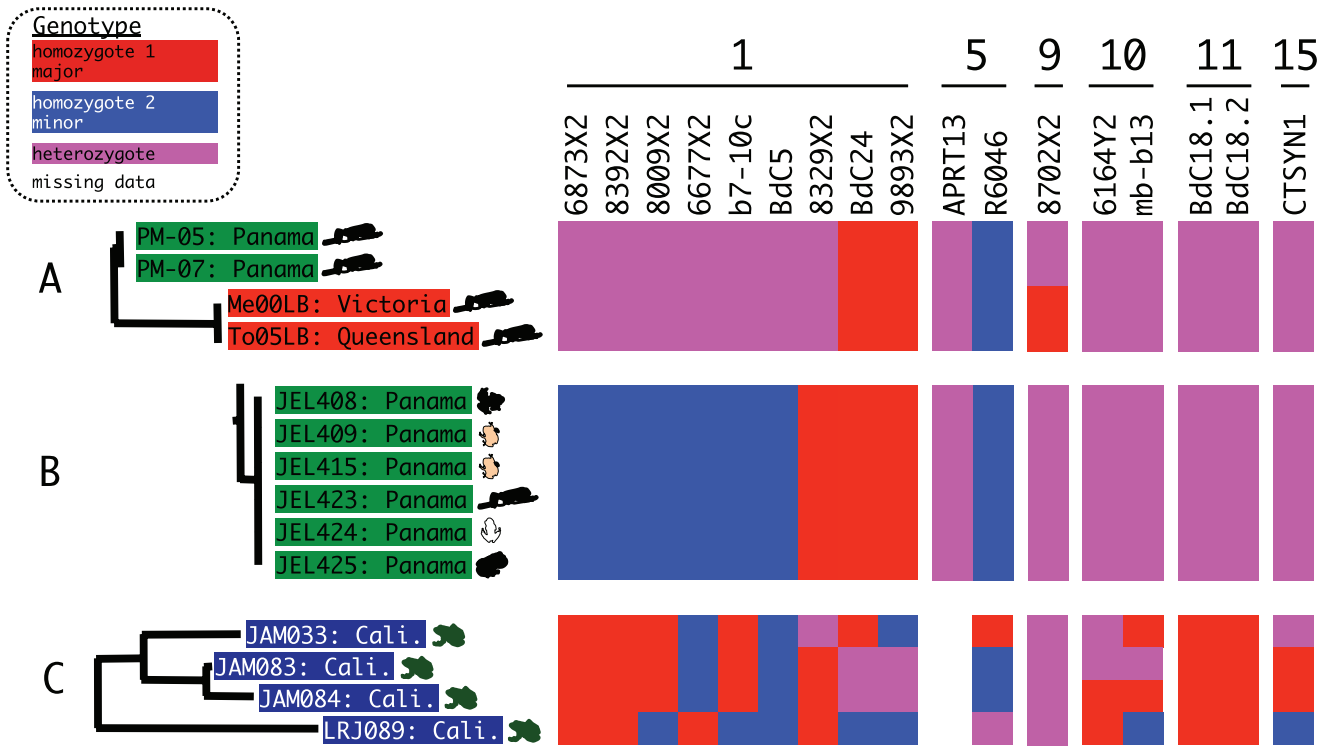 Genotype
homozygote 1
major
homozygote 2
minor
heterozygote
missing data
1 5 9 10 11 15
6873X2
8392X2
8009X2
6677X2
b7-10c
BdC5
8329X2
BdC24
9893X2
APRT13
R6046
8702X2
6164Y2
mb-b13
BdC18.1
BdC18.2
CTSYN1
A
PM-05: Panama
PM-07: Panama
Me00LB: Victoria
To05LB: Queensland
B
JEL408: Panama
JEL409: Panama
JEL415: Panama
JEL423: Panama
JEL424: Panama
JEL425: Panama
C
JAM033: Cali.
JAM083: Cali.
JAM084: Cali.
LRJ089: Cali.